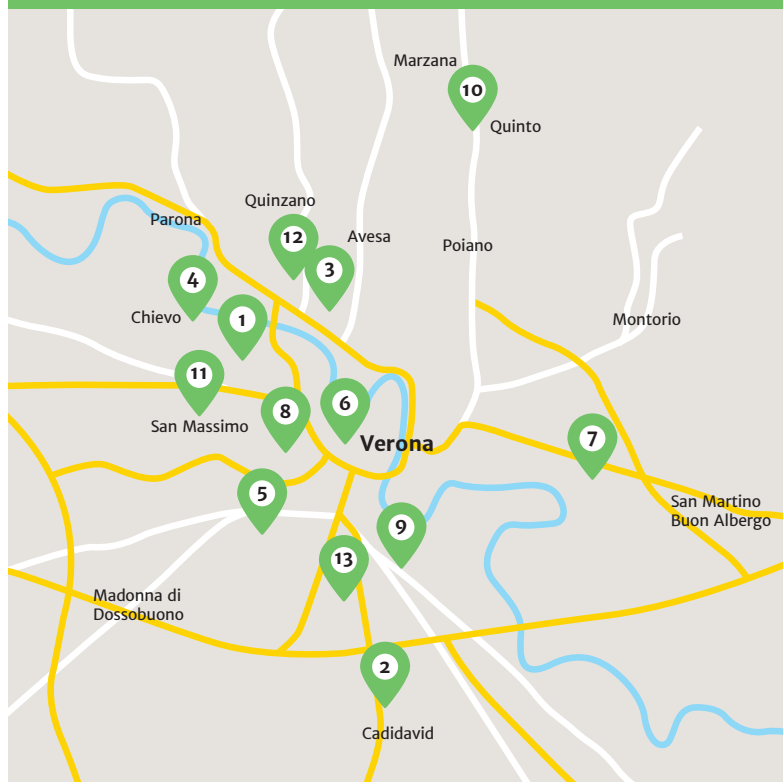 Marzana
10
Quinto
Quinzano
Parona
12
Avesa
Poiano
3
4
Chievo
1
Montorio
11
San Massimo
8
6
Verona
7
5
San Martino
Buon Albergo
9
13
Madonna di
Dossobuono
2
Cadidavid